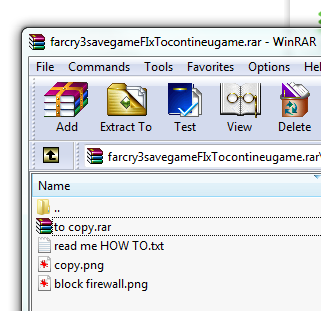 farcry3savegameFIxTocontineugame.rar - WinRAR
File Commands Tools Favorites Options
Add Extract To Test View Delete
farcry3savegameFIxTocontineugame.rar\
Name
..
to copy.rar
read me HOW TO.txt
copy.png
block firewall.png